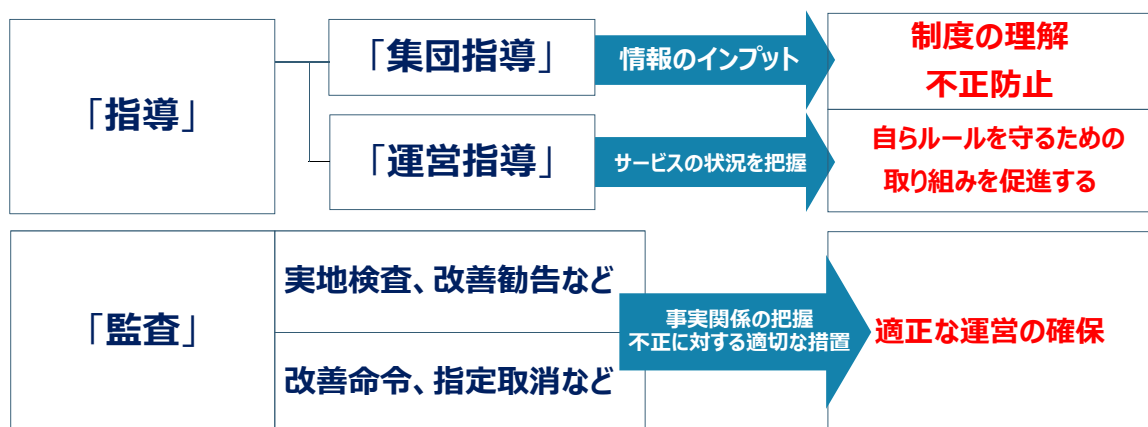 「指導」
「集団指導」
情報のインプット
制度の理解
不正防止
「運営指導」
サービスの状況を把握
自らルールを守るための
取り組みを促進する
「監査」
実地検査、改善勧告など
改善命令、指定取消など
事実関係の把握
不正に対する適切な措置
適正な運営の確保